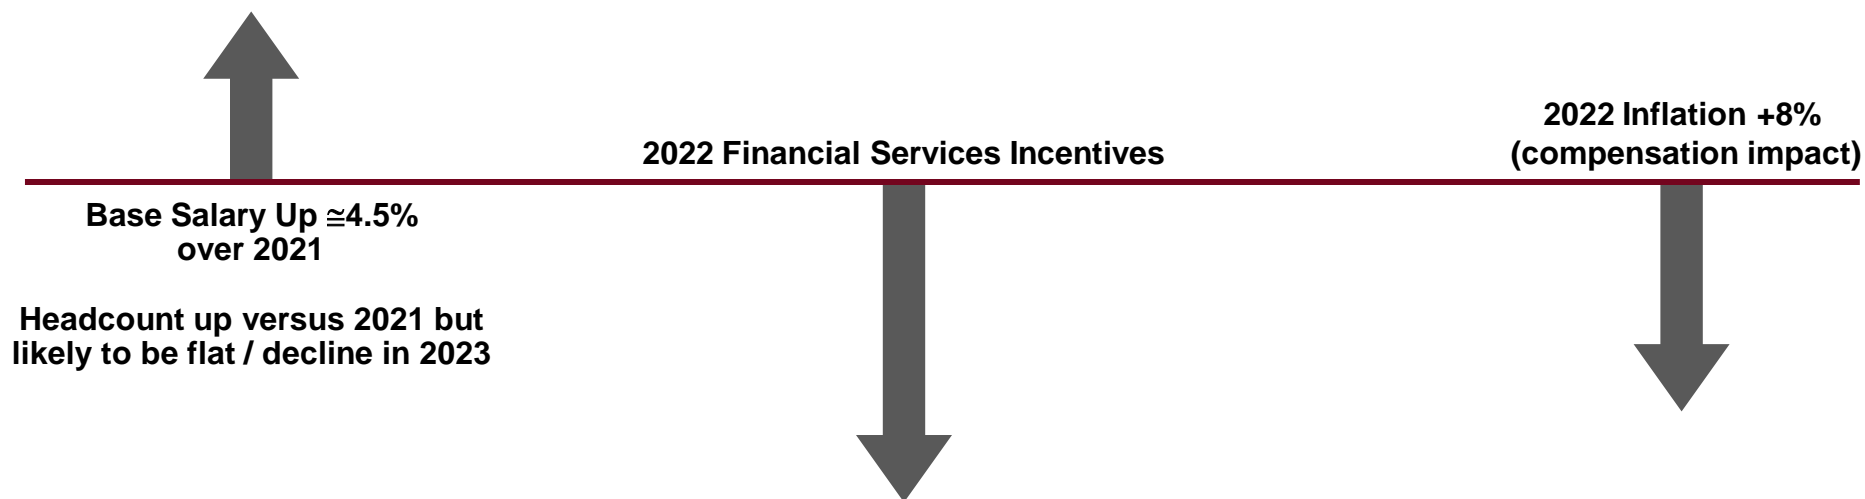 Base Salary Up ≅4.5%
over 2021
Headcount up versus 2021 but
likely to be flat / decline in 2023
2022 Financial Services Incentives
2022 Inflation +8%
(compensation impact)